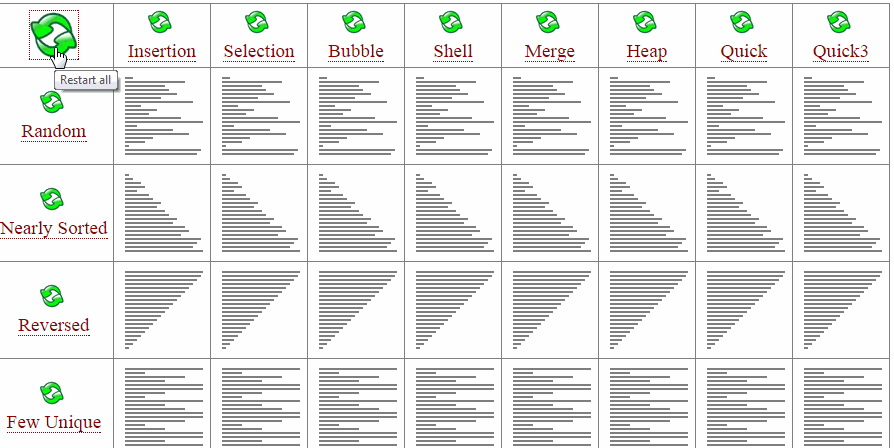 Insertion Selection Bubble Shell Merge Heap Quick Quick3
Restart all
Random
Nearly Sorted
Reversed
Few Unique